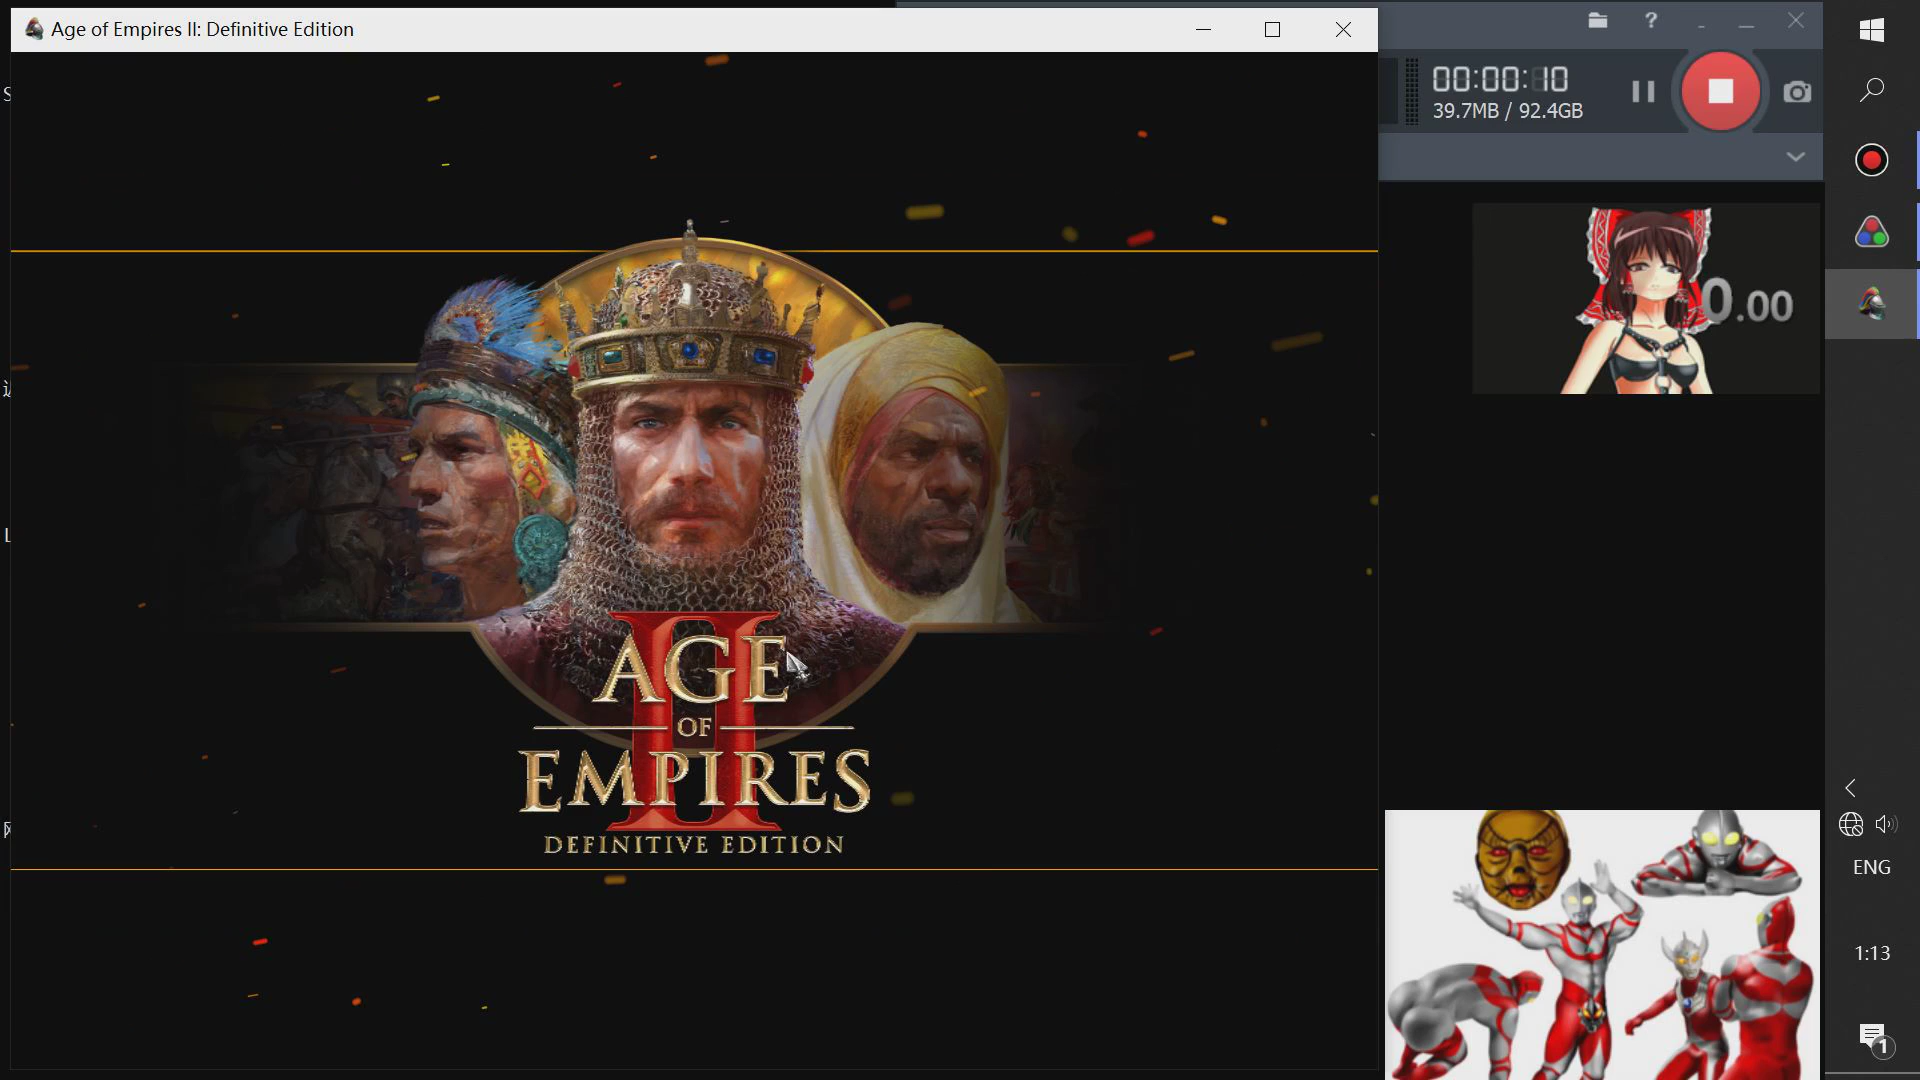 Age of Empires II: Definitive Edition
00:00:10
39.7MB / 92.4GB
0.00
II
AGE
OF
EMPIRES
DEFINITIVE EDITION
ENG
1:13
1